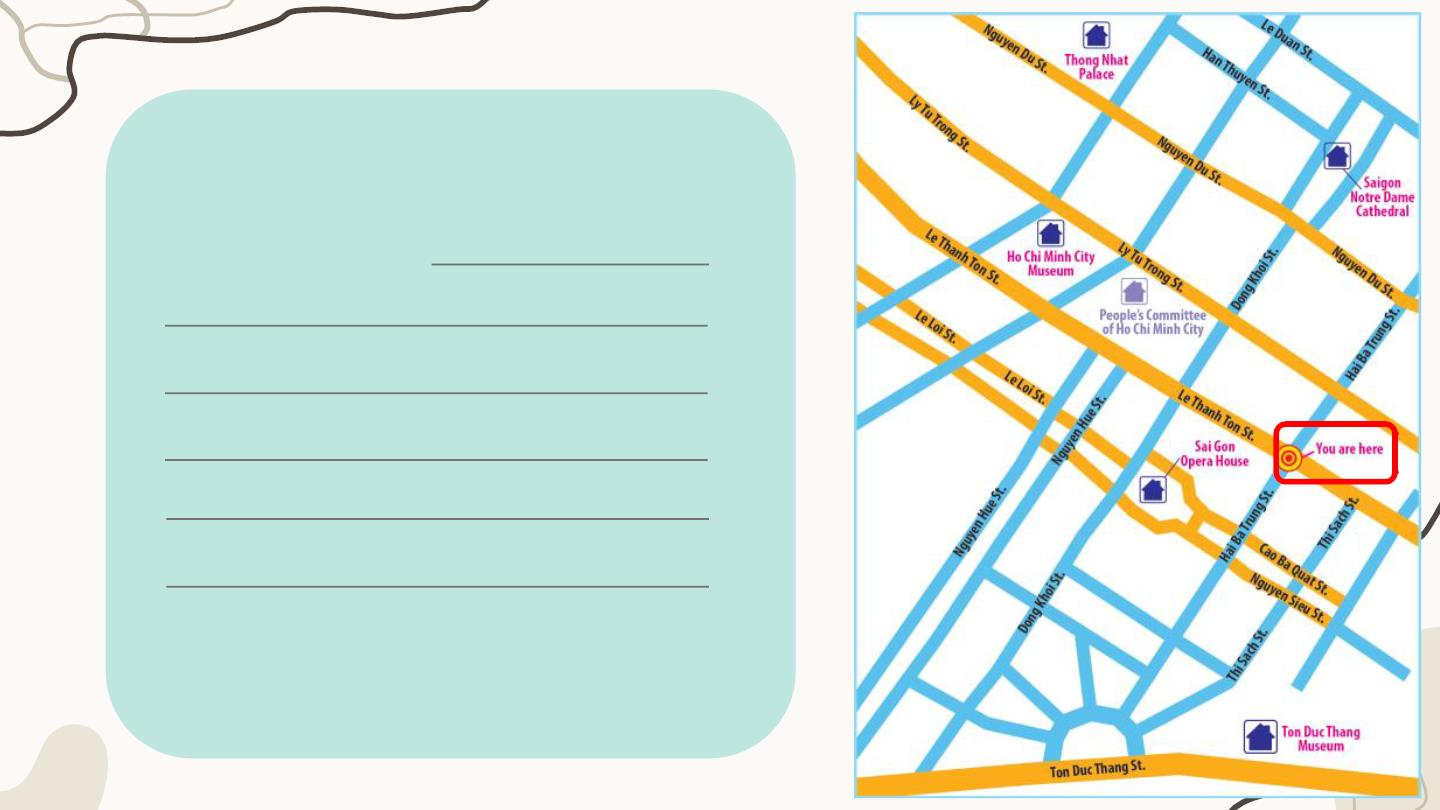 Nguyen Du St.
Thong Nhat
Palace
Le Duan St.
Han Thuyen St.
Ly Tu Trong St.
Nguyen Du St.
Saigon
Notre Dame
Cathedral
Le Thanh Ton St.
Ho Chi Minh City
Museum
Ly Tu Trong St.
Dong Khoi St.
Nguyen Du St.
People's Committee
of Ho Chi Minh City
Le Loi St.
Hai Ba Trung St.
Le Loi St.
Nguyen Hue St.
Le Thanh Ton St.
Sai Gon
Opera House
You are here
Nguyen Hue St.
Hai Ba Trung St.
Thi Sach St.
Cao Ba Quat St.
Nguyen Sieu St.
Dong Khoi St.
Thi Sach St.
Ton Duc Thang
Museum
Ton Duc Thang St.